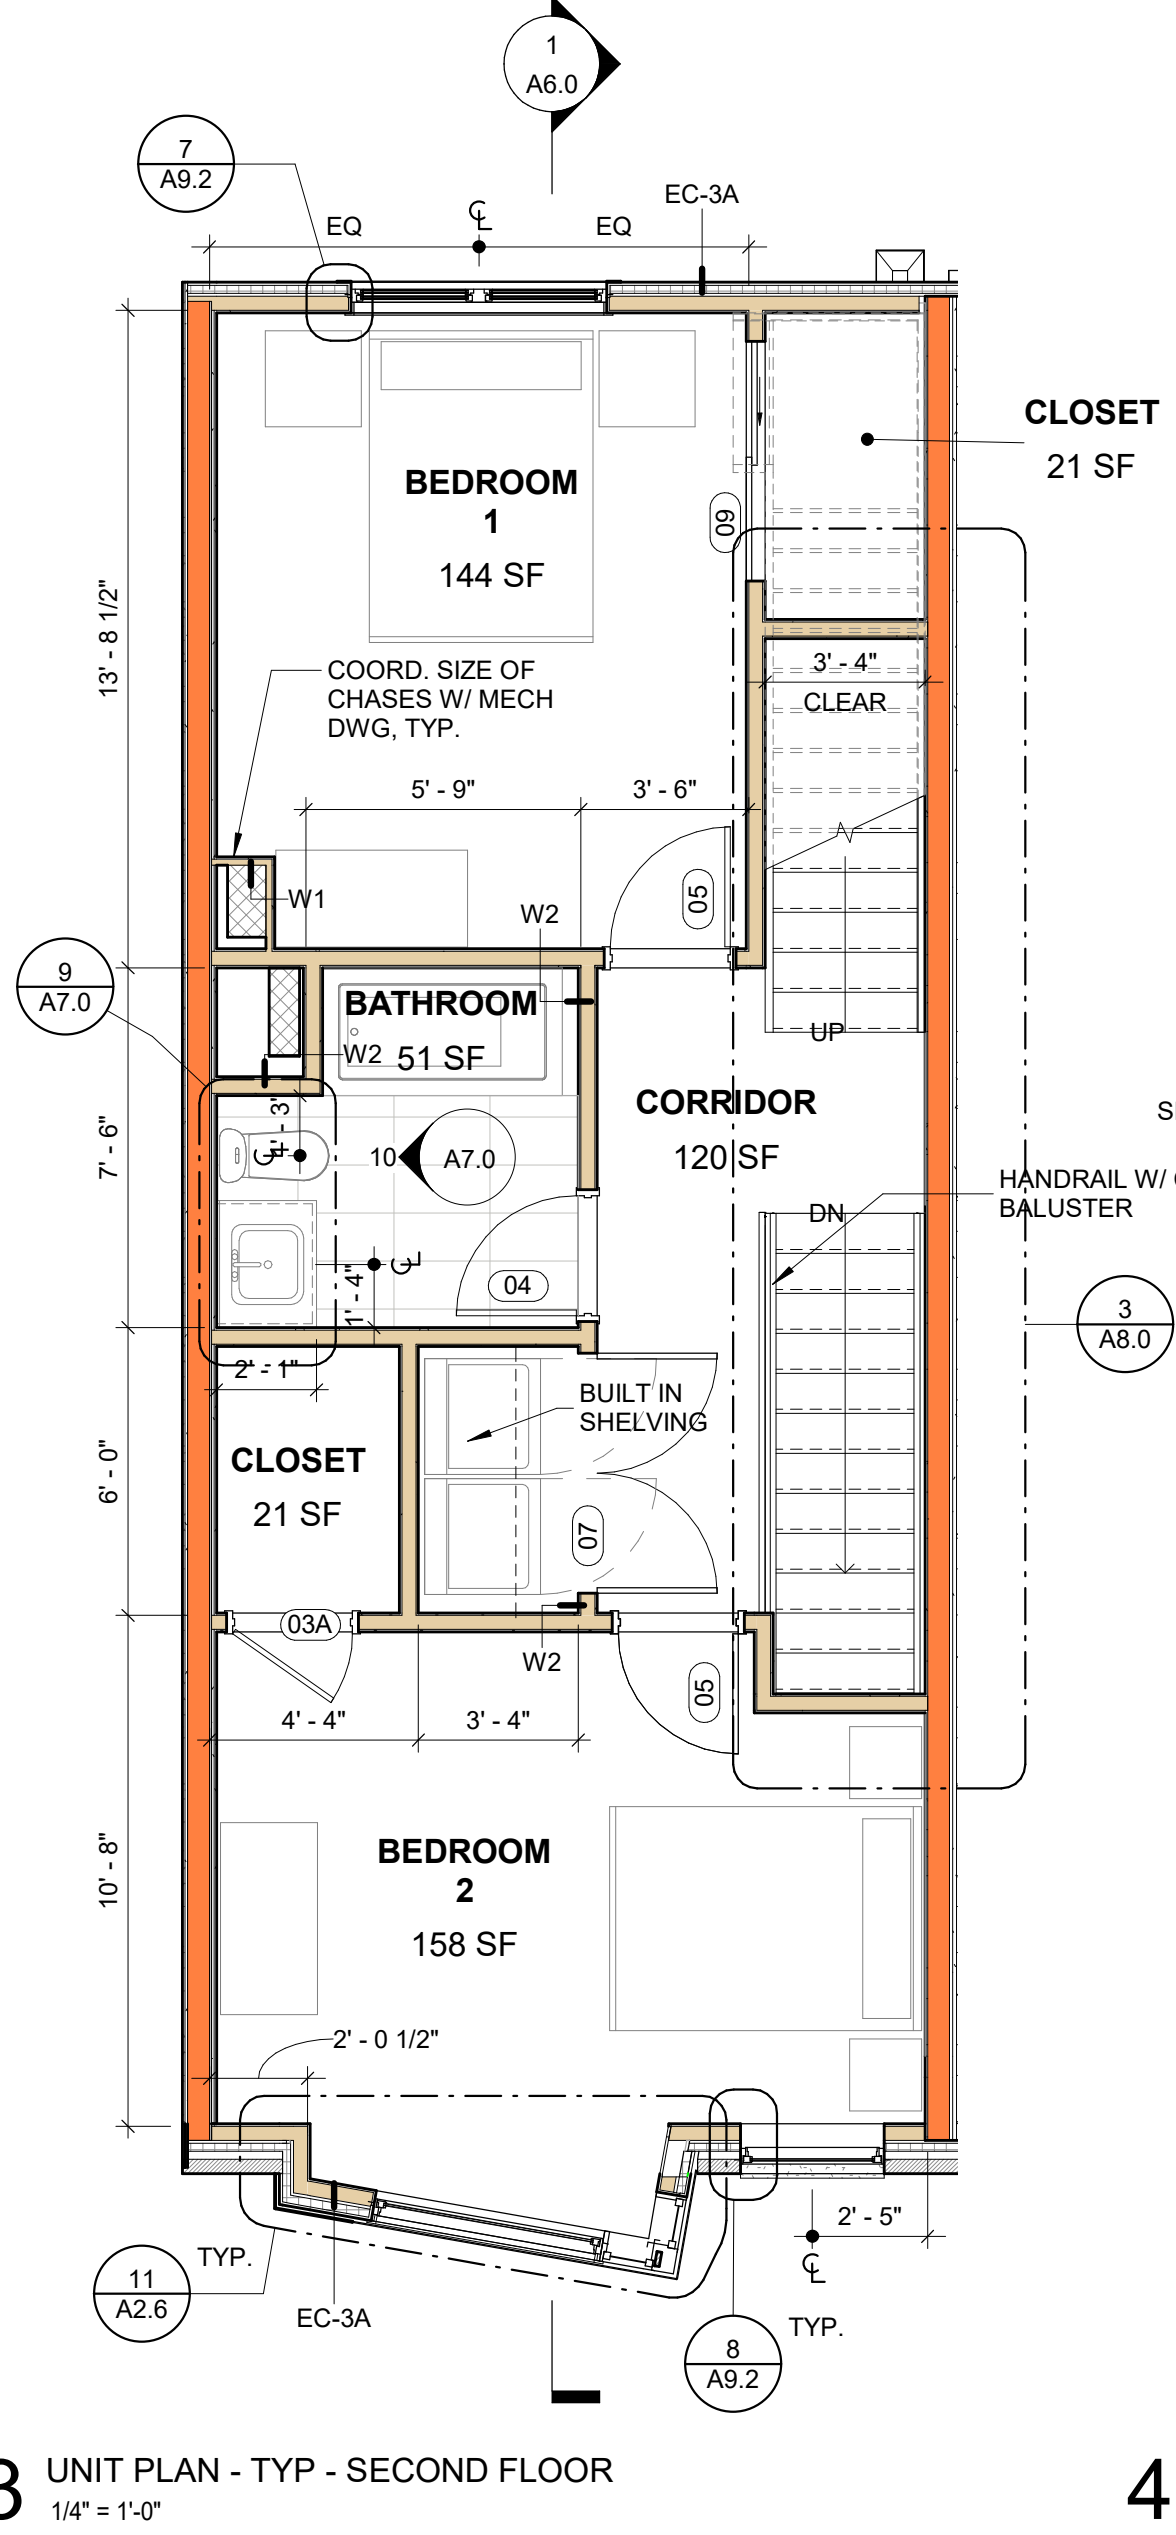 1
A6.0
7
A9.2
EC-3A
EQ
℄
EQ
CLOSET
21 SF
BEDROOM
1
144 SF
09
13' - 8 1/2"
COORD. SIZE OF
CHASES W/ MECH
DWG, TYP.
3' - 4"
CLEAR
5' - 9"
3' - 6"
05
W1
W2
9
A7.0
BATHROOM
51 SF
W2
UP
CORRIDOR
120 SF
4' - 3"
℄
10
A7.0
7' - 6"
HANDRAIL W/
BALUSTER
DN
℄
1' - 4"
04
3
A8.0
2' - 1"
BUILT IN
SHELVING
CLOSET
21 SF
6' - 0"
07
03A
W2
05
4' - 4"
3' - 4"
BEDROOM
2
158 SF
10' - 8"
2' - 0 1/2"
2' - 5"
℄
TYP.
11
A2.6
EC-3A
TYP.
8
A9.2
UNIT PLAN - TYP - SECOND FLOOR
1/4" = 1'-0"
4